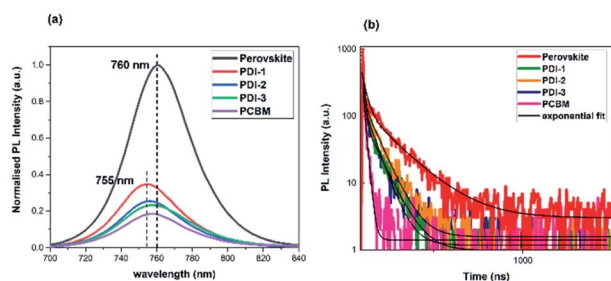 (a)
Normalised PL Intensity (a.u.)
1.0
0.8
0.6
0.4
0.2
0.0
760 nm
755 nm
Perovskite
PDI-1
PDI-2
PDI-3
PCBM
700 720 740 760 780 800 820 840
wavelength (nm)
(b)
PL Intensity (a.u.)
1000
100
10
1
Perovskite
PDI-1
PDI-2
PDI-3
PCBM
exponential fit
1000
Time (ns)